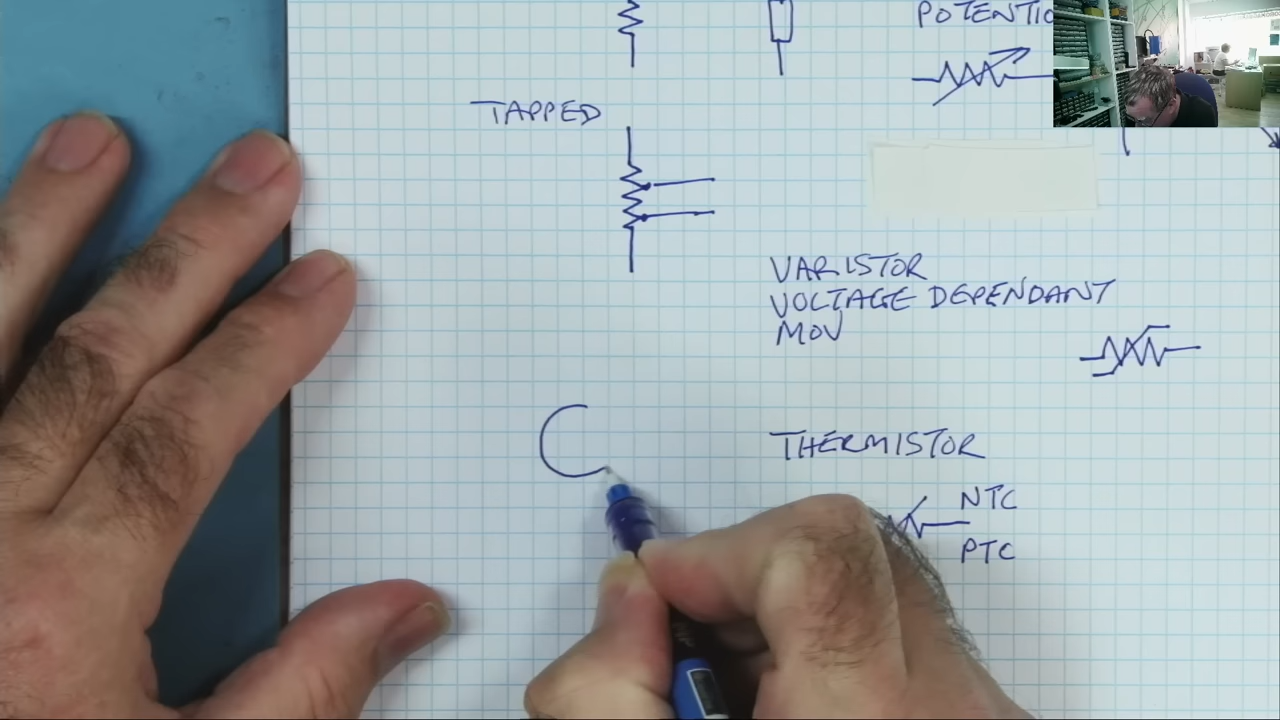 POTENTIO
TAPPED
VARISTOR
VOLTAGE DEPENDANT
MOV
THERMISTOR
NTC
PTC